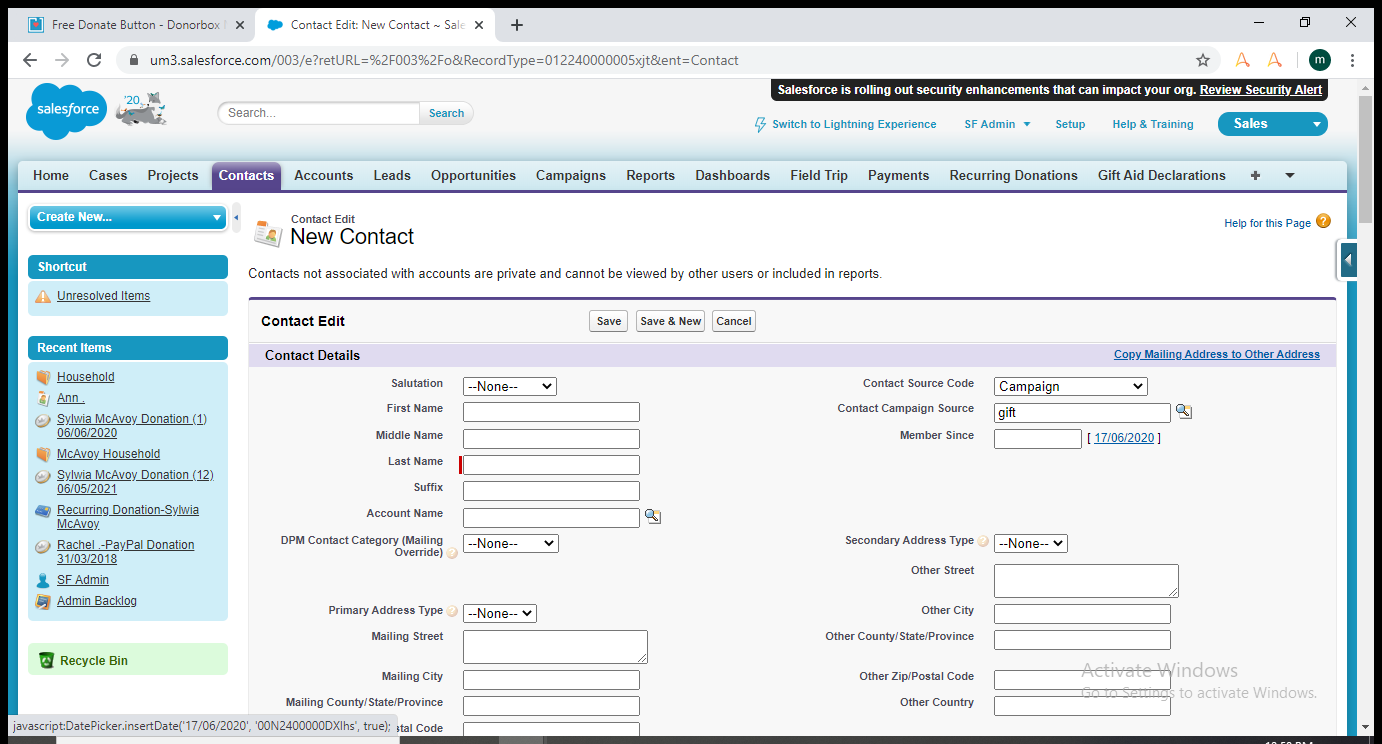 Free Donate Button - Donorbox
Contact Edit: New Contact ~ Sale
um3.salesforce.com/003/e?retURL=%2F003%2Fo&RecordType=012240000005xjt&ent=Contact
m
Salesforce is rolling out security enhancements that can impact your org. Review Security Alert
salesforce
'20
Search...
Search
Switch to Lightning Experience
SF Admin
Setup
Help & Training
Sales
Home Cases Projects Contacts Accounts Leads Opportunities Campaigns Reports Dashboards Field Trip Payments Recurring Donations Gift Aid Declarations +
Create New...
Shortcut
Unresolved Items
Recent Items
Household
Ann .
Sylwia McAvoy Donation (1)
06/06/2020
McAvoy Household
Sylwia McAvoy Donation (12)
06/05/2021
Recurring Donation-Sylwia
McAvoy
Rachel .-PayPal Donation
31/03/2018
SF Admin
Admin Backlog
Recycle Bin
Contact Edit
New Contact
Help for this Page ?
Contacts not associated with accounts are private and cannot be viewed by other users or included in reports.
Contact Edit
Save
Save & New
Cancel
Contact Details
Copy Mailing Address to Other Address
Salutation --None--
Contact Source Code Campaign
First Name
Contact Campaign Source gift
Middle Name
Member Since [ 17/06/2020 ]
Last Name
Suffix
Account Name
DPM Contact Category (Mailing
Override) ? --None--
Secondary Address Type ? --None--
Other Street
Primary Address Type ? --None--
Other City
Mailing Street
Other County/State/Province
Mailing City
Other Zip/Postal Code
Mailing County/State/Province
Other Country
Activate Windows
Go to Settings to activate Windows.
javascript:DatePicker.insertDate('17/06/2020', '00N2400000DXIhs', true);
stal Code